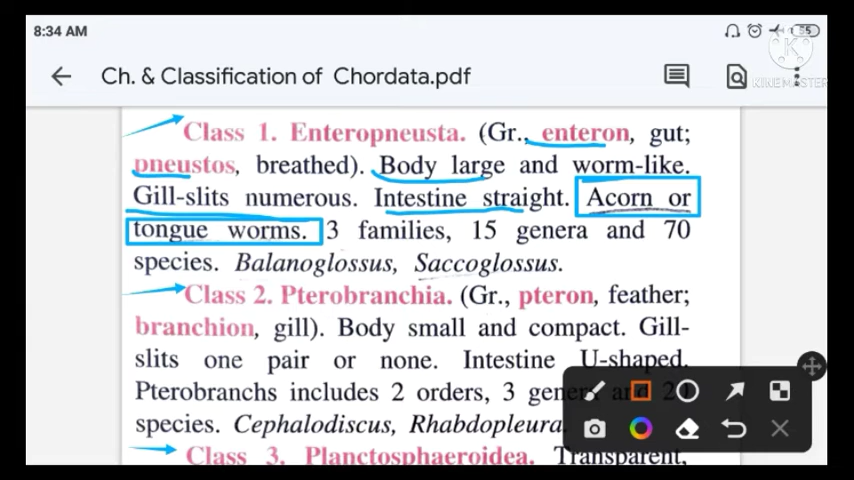 8:34 AM
Ch. & Classification of Chordata.pdf
KINEMASTER
Class 1. Enteropneusta. (Gr., enteron, gut;
pneustos, breathed). Body large and worm-like.
Gill-slits numerous. Intestine straight. Acorn or
tongue worms. 3 families, 15 genera and 70
species. Balanoglossus, Saccoglossus.
Class 2. Pterobranchia. (Gr., pteron, feather;
branchion, gill). Body small and compact. Gill-
slits one pair or none. Intestine U-shaped.
Pterobranchs includes 2 orders, 3 genera and
species. Cephalodiscus, Rhabdopleura.
Class 3. Planctosphaeroidea. Transparent,